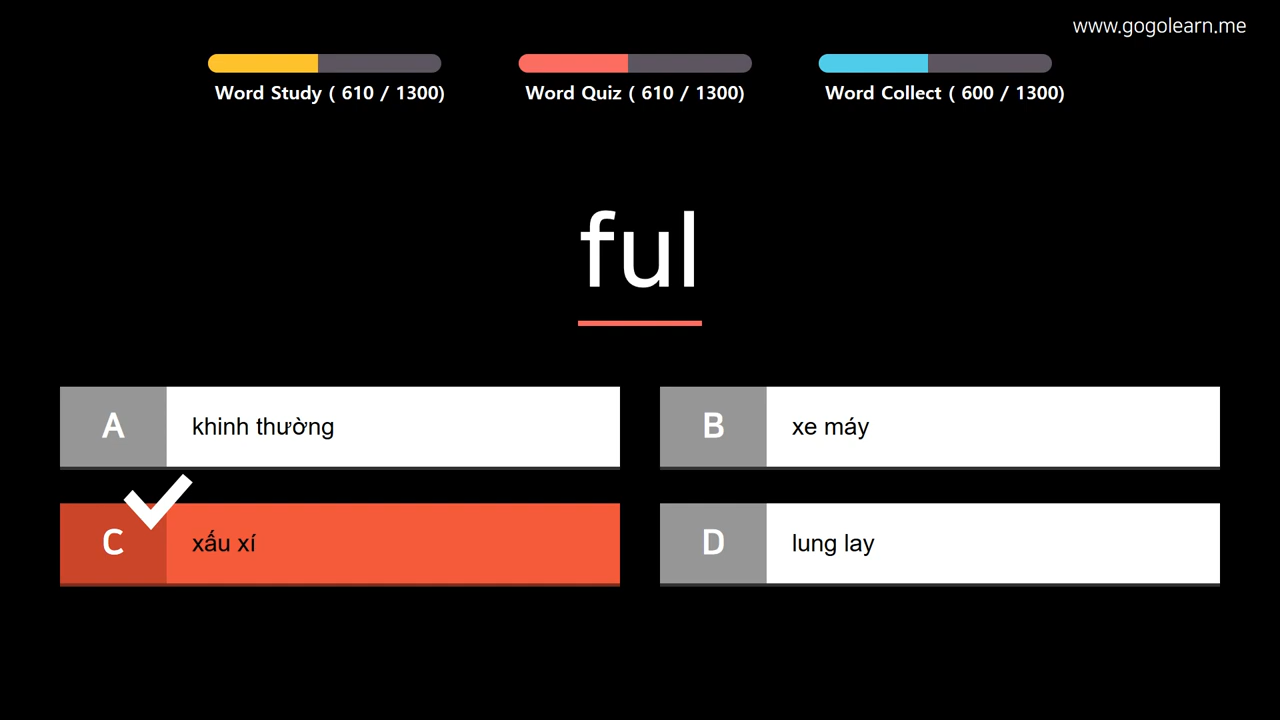 www.gogolearn.me
Word Study ( 610 / 1300)
Word Quiz ( 610 / 1300)
Word Collect ( 600 / 1300)
ful
A khinh thường
B xe máy
C xấu xí
D lung lay